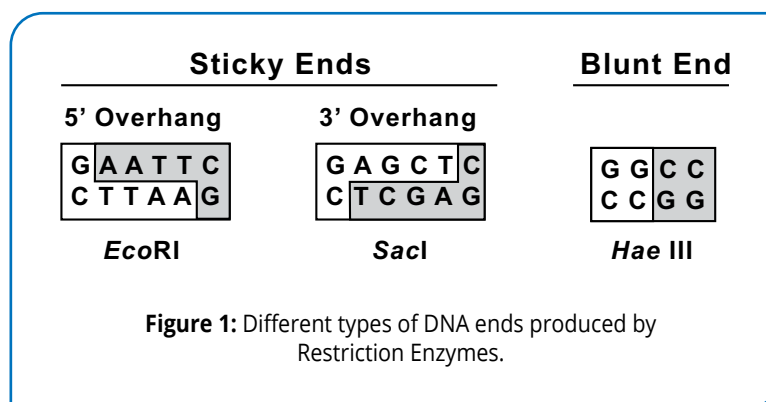 Sticky Ends
Blunt End
5' Overhang
3' Overhang
G A A T T C
C T T A A G
EcoRI
G A G C T C
C T C G A G
SacI
G G C C
C C G G
Hae III
Figure 1: Different types of DNA ends produced by
Restriction Enzymes.